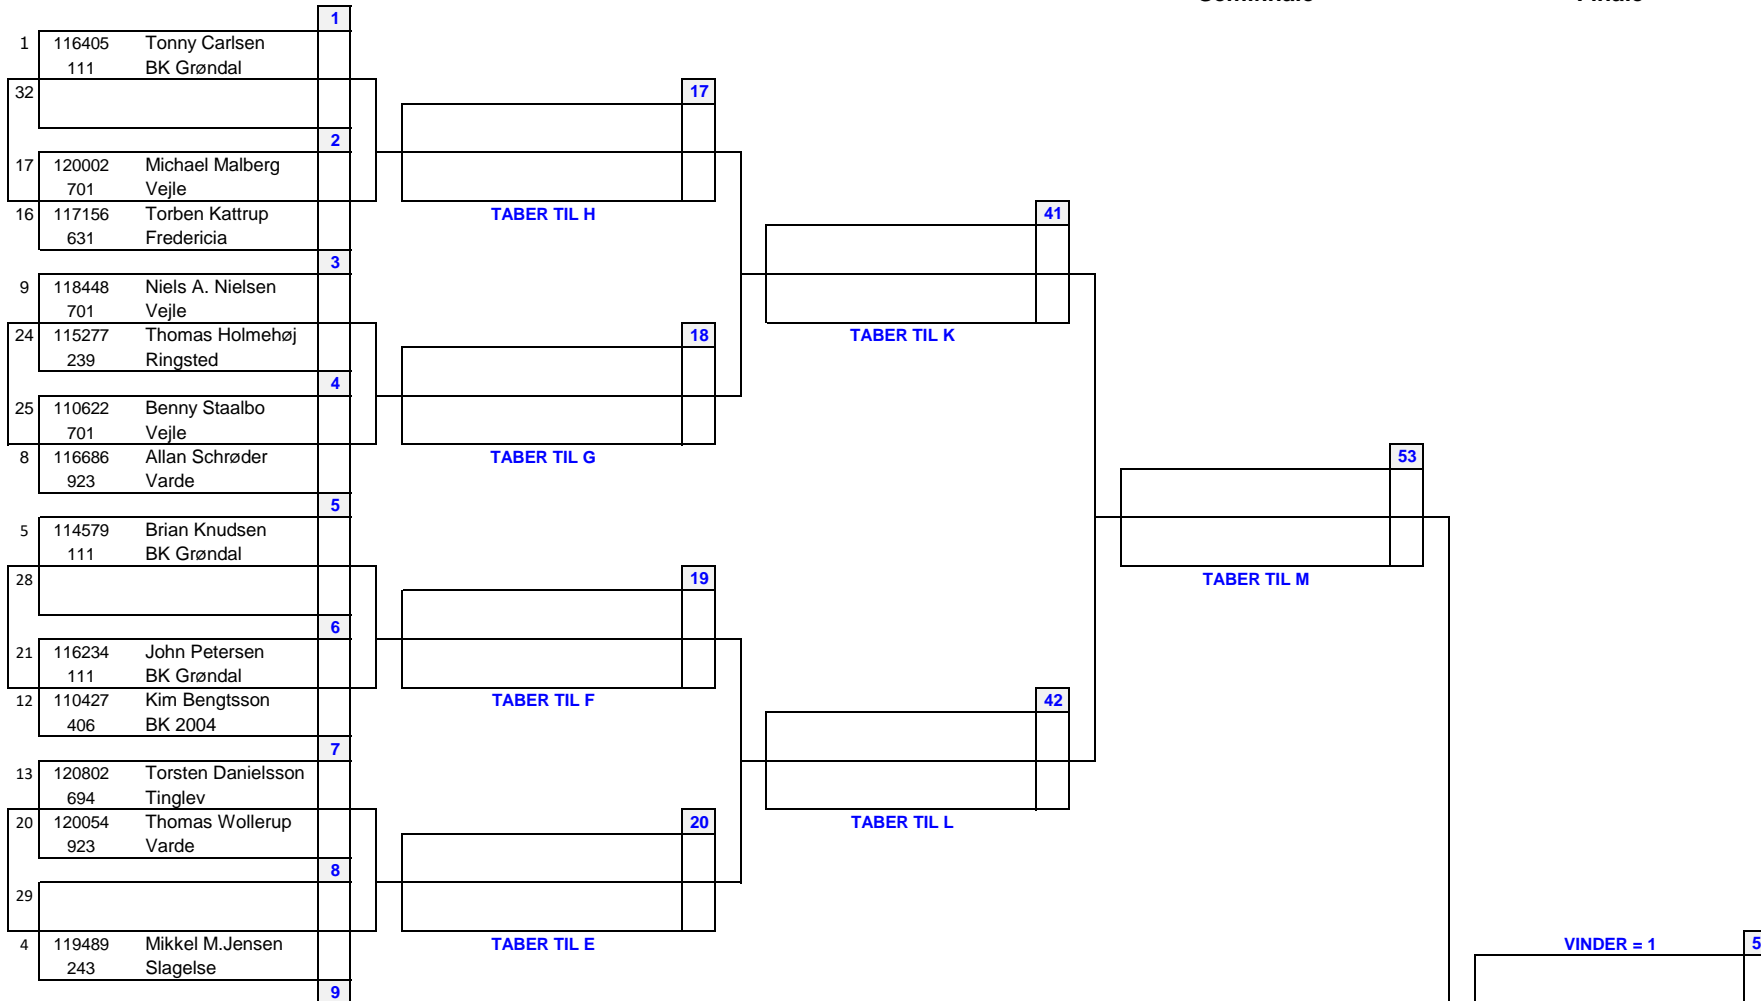 1
1 116405 Tonny Carlsen
111 BK Grøndal
32
17
2
17 120002 Michael Malberg
701 Vejle
16 117156 Torben Kattrup
TABER TIL H
41
631 Fredericia
3
9 118448 Niels A. Nielsen
701 Vejle
24 115277 Thomas Holmehøj
18
TABER TIL K
239 Ringsted
4
25 110622 Benny Staalbo
701 Vejle
8 116686 Allan Schrøder
TABER TIL G
53
923 Varde
5
5 114579 Brian Knudsen
111 BK Grøndal
28
19
TABER TIL M
6
21 116234 John Petersen
111 BK Grøndal
12 110427 Kim Bengtsson
TABER TIL F
42
406 BK 2004
7
13 120802 Torsten Danielsson
694 Tinglev
20 120054 Thomas Wollerup
20
TABER TIL L
923 Varde
8
29
4 119489 Mikkel M.Jensen
TABER TIL E
VINDER = 1
5
243 Slagelse
9